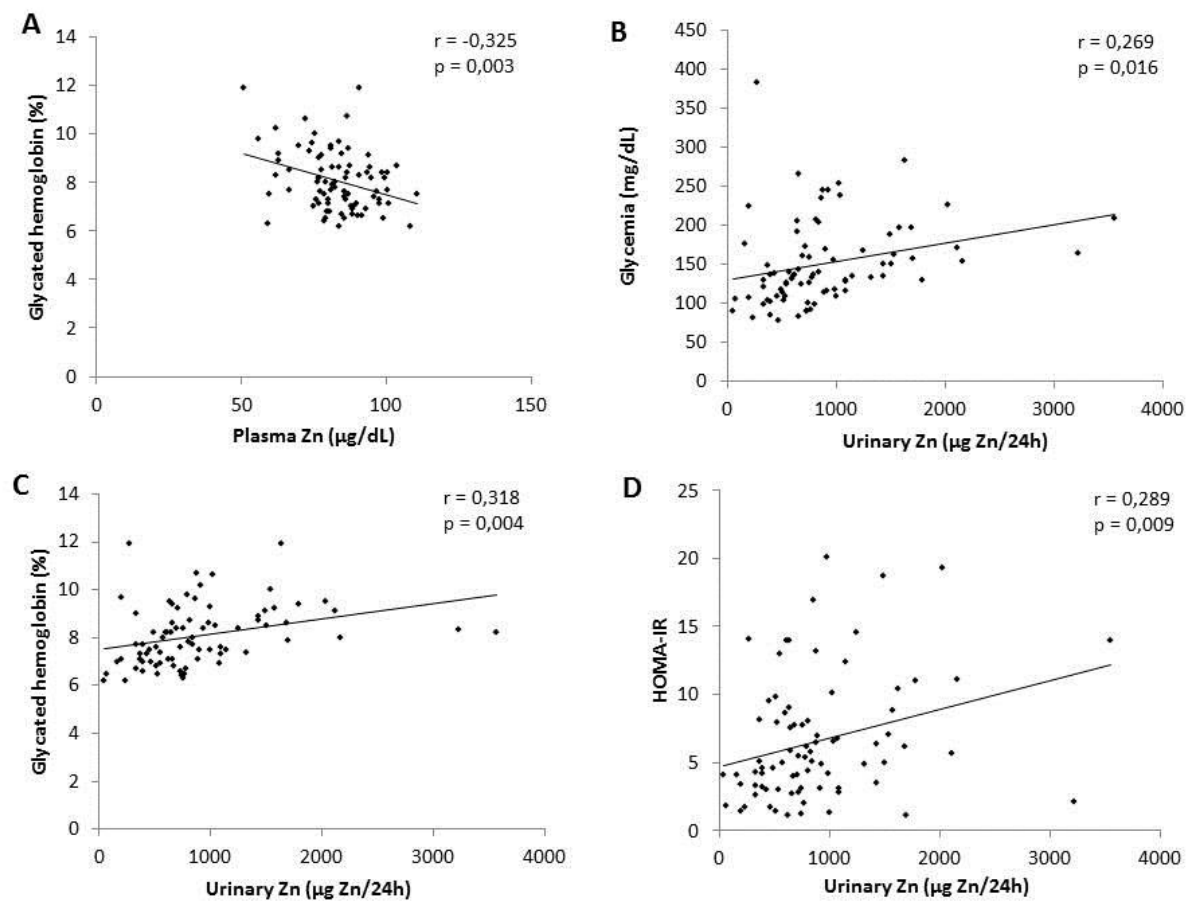 A
r = -0,325
p = 0,003
Glycated hemoglobin (%)
14
12
10
8
6
4
2
0
0 50 100 150
Plasma Zn (µg/dL)
B
r = 0,269
p = 0,016
Glycemia (mg/dL)
450
400
350
300
250
200
150
100
50
0
0 1000 2000 3000 4000
Urinary Zn (µg Zn/24h)
C
r = 0,318
p = 0,004
Glycated hemoglobin (%)
14
12
10
8
6
4
2
0
0 1000 2000 3000 4000
Urinary Zn (µg Zn/24h)
D
r = 0,289
p = 0,009
HOMA-IR
25
20
15
10
5
0
0 1000 2000 3000 4000
Urinary Zn (µg Zn/24h)